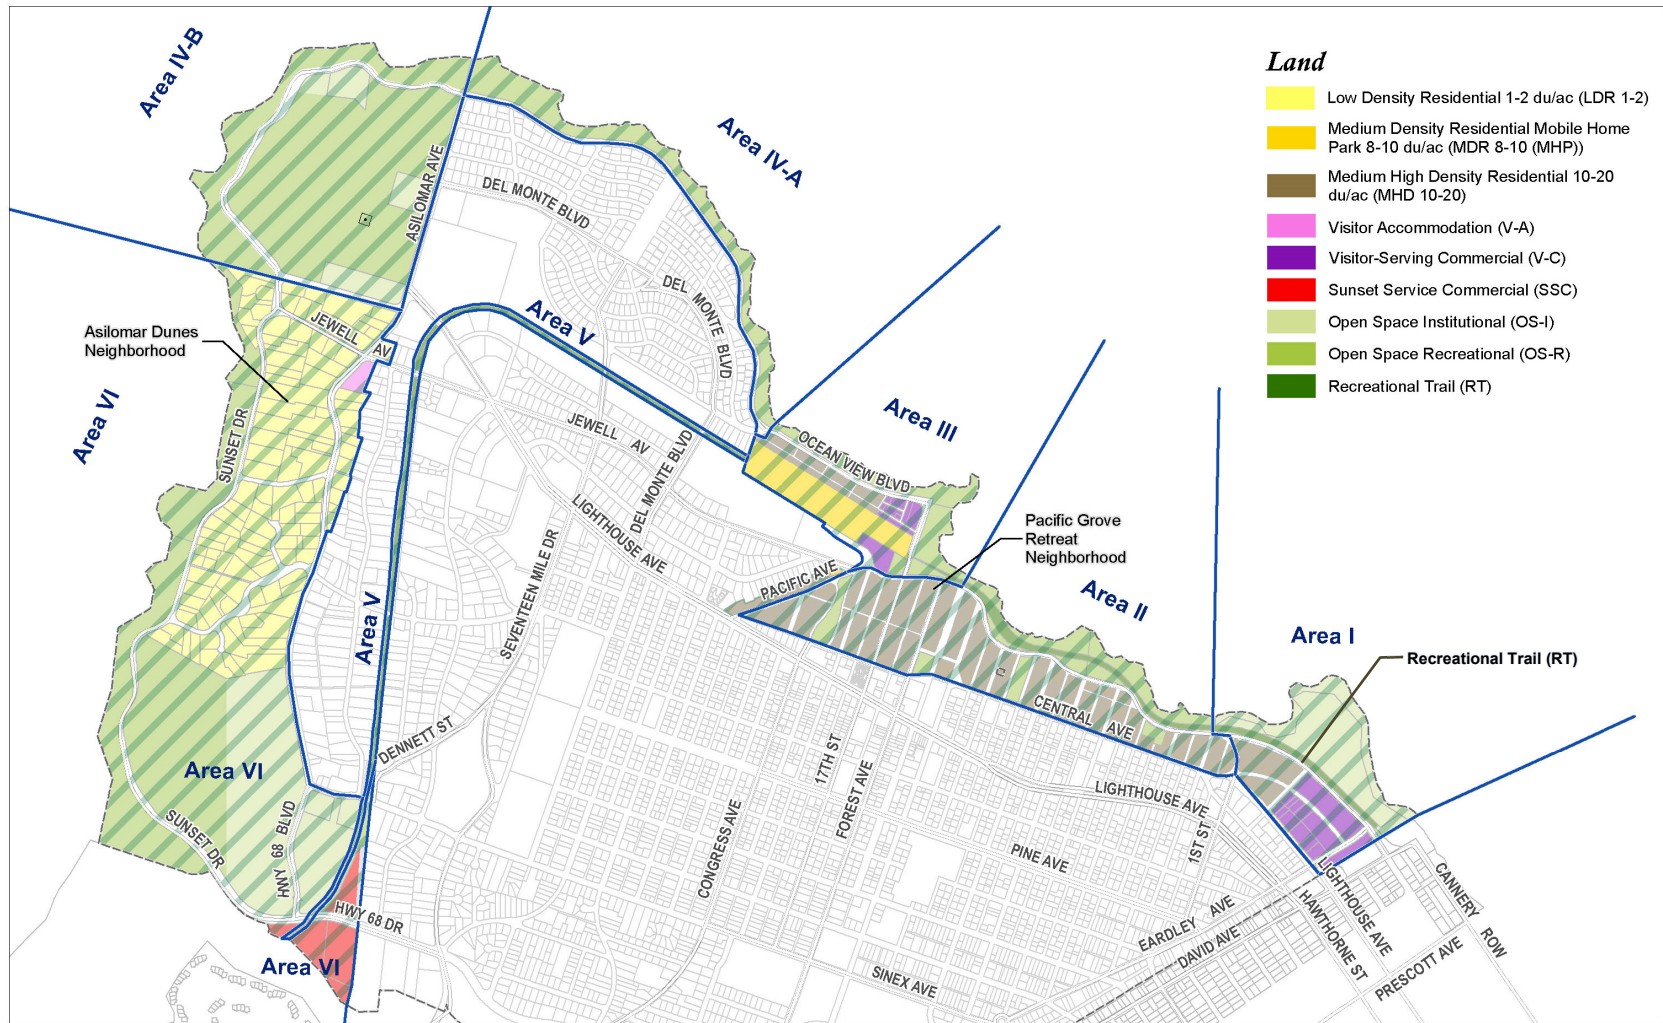 Area IV-B
Area IV-A
Land
Low Density Residential 1-2 du/ac (LDR 1-2)
Medium Density Residential Mobile Home
Park 8-10 du/ac (MDR 8-10 (MHP))
Medium High Density Residential 10-20
du/ac (MHD 10-20)
Visitor Accommodation (V-A)
Visitor-Serving Commercial (V-C)
Sunset Service Commercial (SSC)
Open Space Institutional (OS-I)
Open Space Recreational (OS-R)
Recreational Trail (RT)
ASILOMAR AVE
DEL MONTE BLVD
DEL MONTE BLVD
Area V
JEWELL AV
Asilomar Dunes
Neighborhood
Area VI
SUNSET DR
Area III
OCEAN VIEW BLVD
JEWELL AV
DEL MONTE BLVD
LIGHTHOUSE AVE
SEVENTEEN MILE DR
PACIFIC AVE
Pacific Grove
Retreat
Neighborhood
Area II
Area I
Area V
Recreational Trail (RT)
CENTRAL AVE
DENNETT ST
Area VI
17TH ST
FOREST AVE
LIGHTHOUSE AVE
SUNSET DR
HWY 68 BLVD
CONGRESS AVE
PINE AVE
1ST ST
LIGHTHOUSE AVE
CANNERY ROW
HWY 68 DR
HAWTHORNE ST
EARDLEY AVE
DAVID AVE
PRESCOTT AVE
Area VI
SINEX AVE